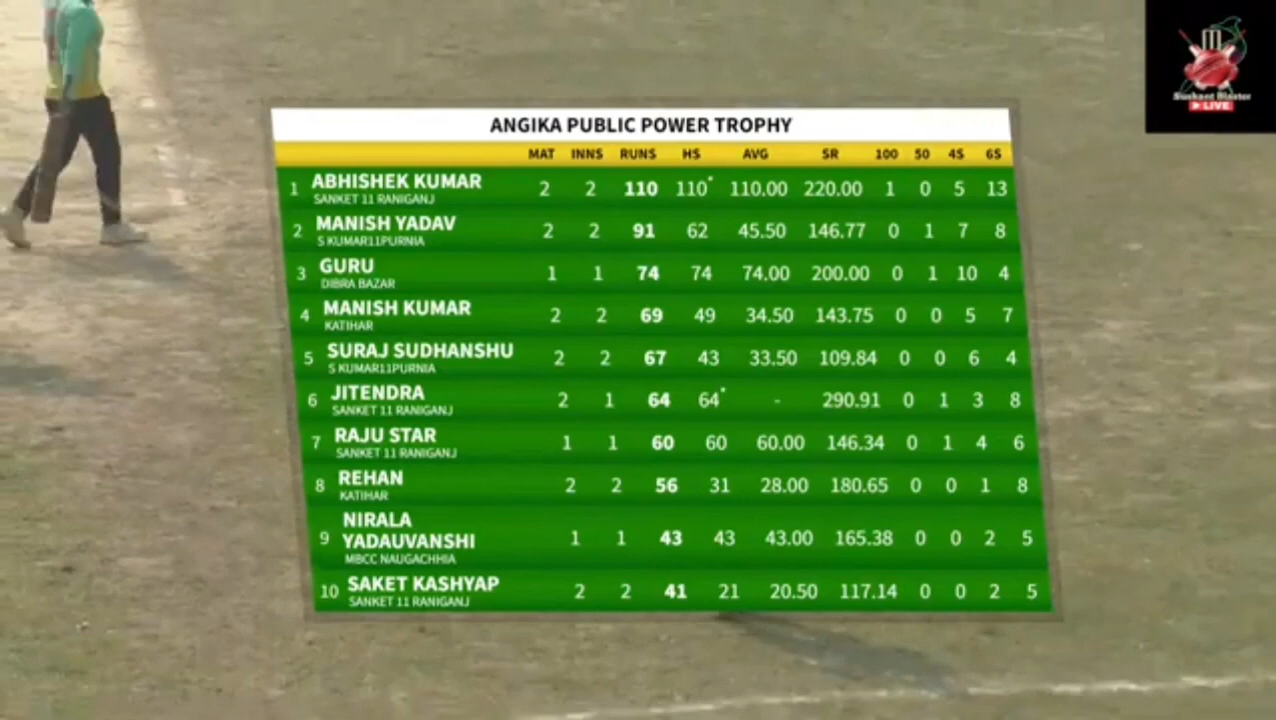 Sushant Blaster
LIVE
ANGIKA PUBLIC POWER TROPHY
MAT INNS RUNS HS AVG SR 100 50 4S 6S
1 ABHISHEK KUMAR 2 2 110 110* 110.00 220.00 1 0 5 13
SANKET 11 RANIGANJ
2 MANISH YADAV 2 2 91 62 45.50 146.77 0 1 7 8
S KUMAR11PURNIA
3 GURU 1 1 74 74 74.00 200.00 0 1 10 4
DIBRA BAZAR
4 MANISH KUMAR 2 2 69 49 34.50 143.75 0 0 5 7
KATIHAR
5 SURAJ SUDHANSHU 2 2 67 43 33.50 109.84 0 0 6 4
S KUMAR11PURNIA
6 JITENDRA 2 1 64 64* - 290.91 0 1 3 8
SANKET 11 RANIGANJ
7 RAJU STAR 1 1 60 60 60.00 146.34 0 1 4 6
SANKET 11 RANIGANJ
8 REHAN 2 2 56 31 28.00 180.65 0 0 1 8
KATIHAR
9 NIRALA
YADAUVANSHI 1 1 43 43 43.00 165.38 0 0 2 5
MBCC NAUGACHHIA
10 SAKET KASHYAP 2 2 41 21 20.50 117.14 0 0 2 5
SANKET 11 RANIGANJ